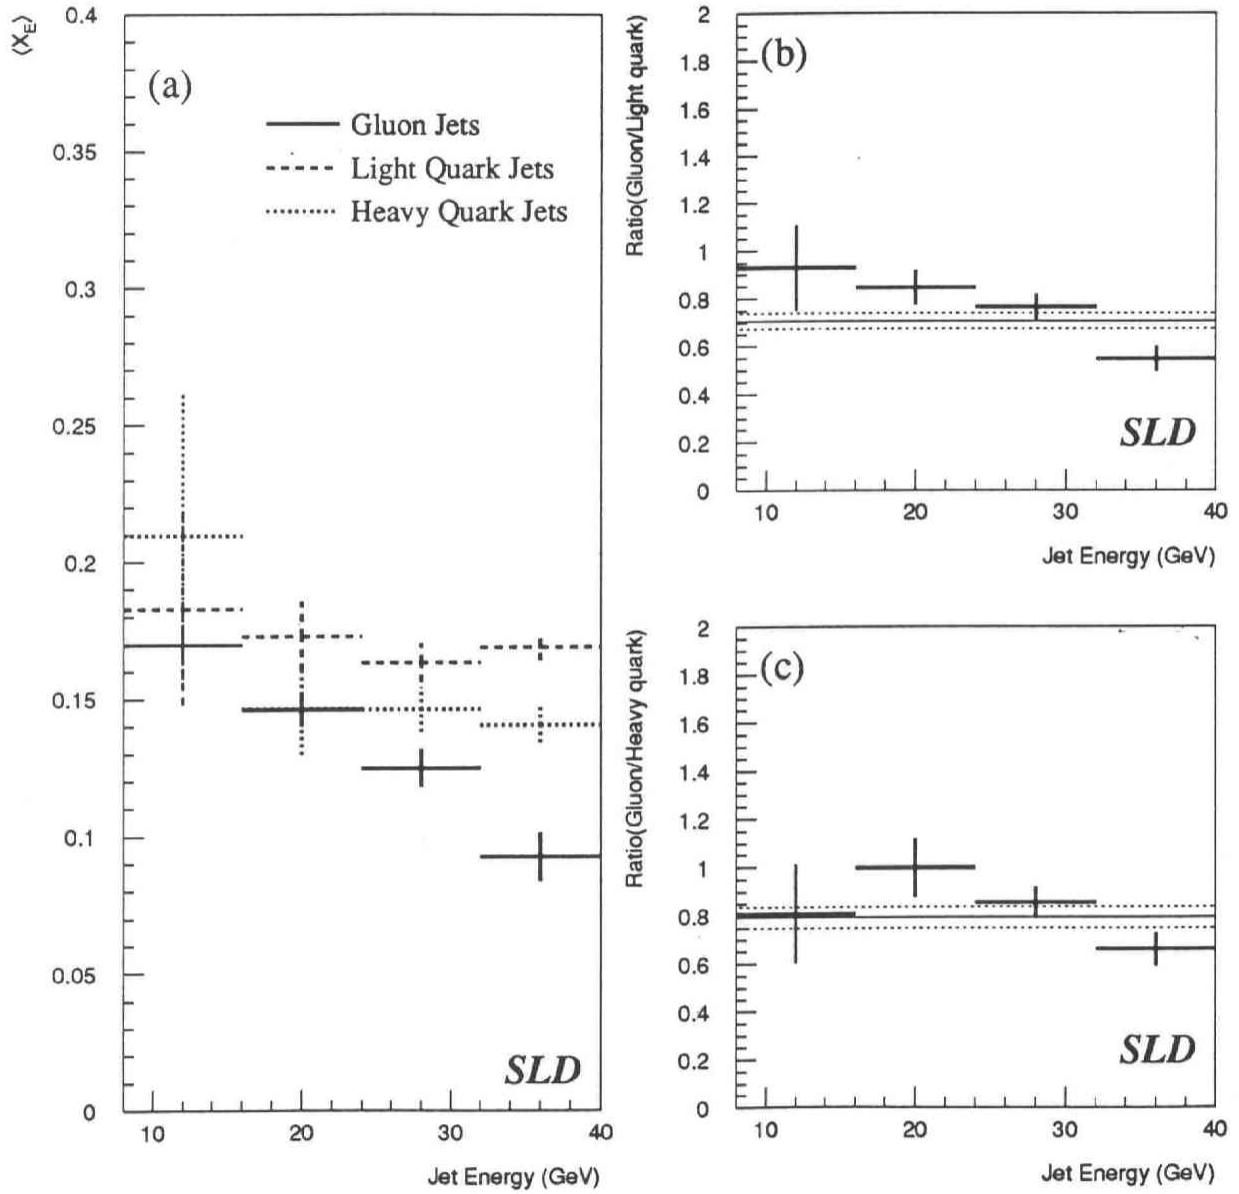 ⟨X_E⟩
0.4
0.35
0.3
0.25
0.2
0.15
0.1
0.05
0
(a)
Gluon Jets
Light Quark Jets
Heavy Quark Jets
SLD
10 20 30 40
Jet Energy (GeV)
Ratio(Gluon/Light quark)
2
1.8
1.6
1.4
1.2
1
0.8
0.6
0.4
0.2
0
(b)
SLD
10 20 30 40
Jet Energy (GeV)
Ratio(Gluon/Heavy quark)
2
1.8
1.6
1.4
1.2
1
0.8
0.6
0.4
0.2
0
(c)
SLD
10 20 30 40
Jet Energy (GeV)